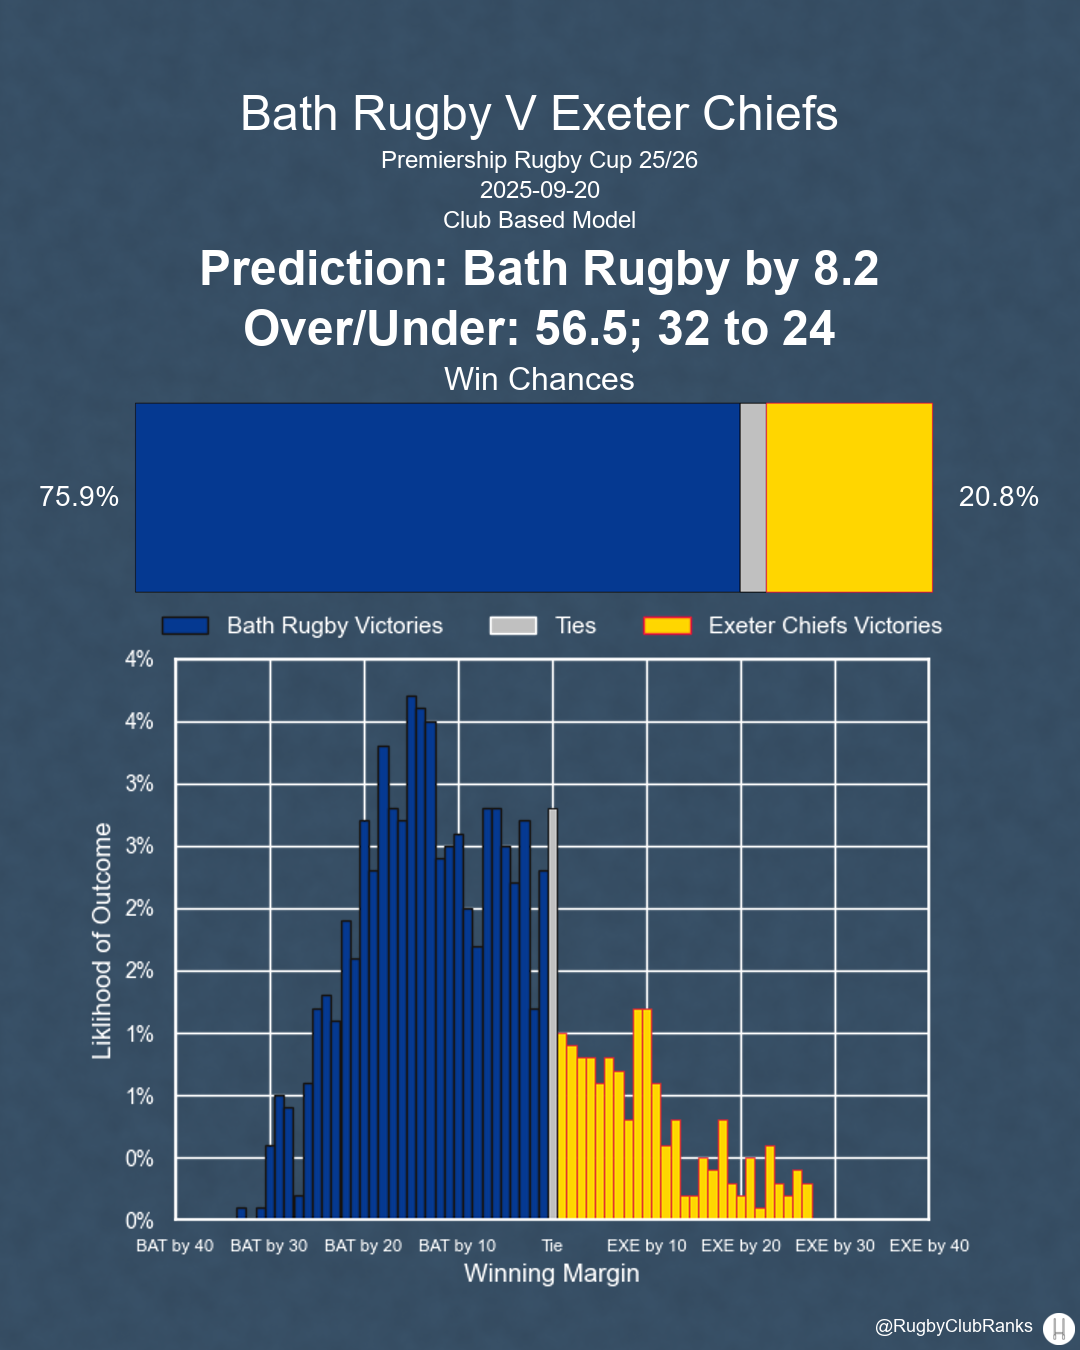 Bath Rugby V Exeter Chiefs
Premiership Rugby Cup 25/26
2025-09-20
Club Based Model
Prediction: Bath Rugby by 8.2
Over/Under: 56.5; 32 to 24
Win Chances
75.9%
20.8%
Bath Rugby Victories
Ties
Exeter Chiefs Victories
4%
4%
3%
3%
2%
2%
1%
1%
0%
0%
Liklihood of Outcome
BAT by 40 BAT by 30 BAT by 20 BAT by 10 Tie EXE by 10 EXE by 20 EXE by 30 EXE by 40
Winning Margin
@RugbyClubRanks